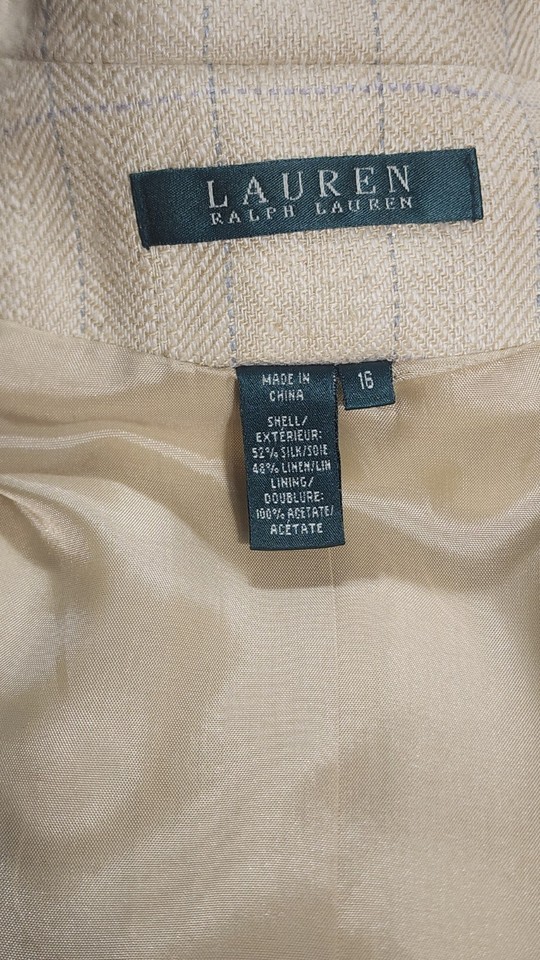 LAUREN
RALPH LAUREN
MADE IN
CHINA
16
SHELL/
EXTÉRIEUR:
52% SILK/SOIE
48% LINEN/LIN
LINING/
DOUBLURE:
100% ACETATE/
ACÉTATE